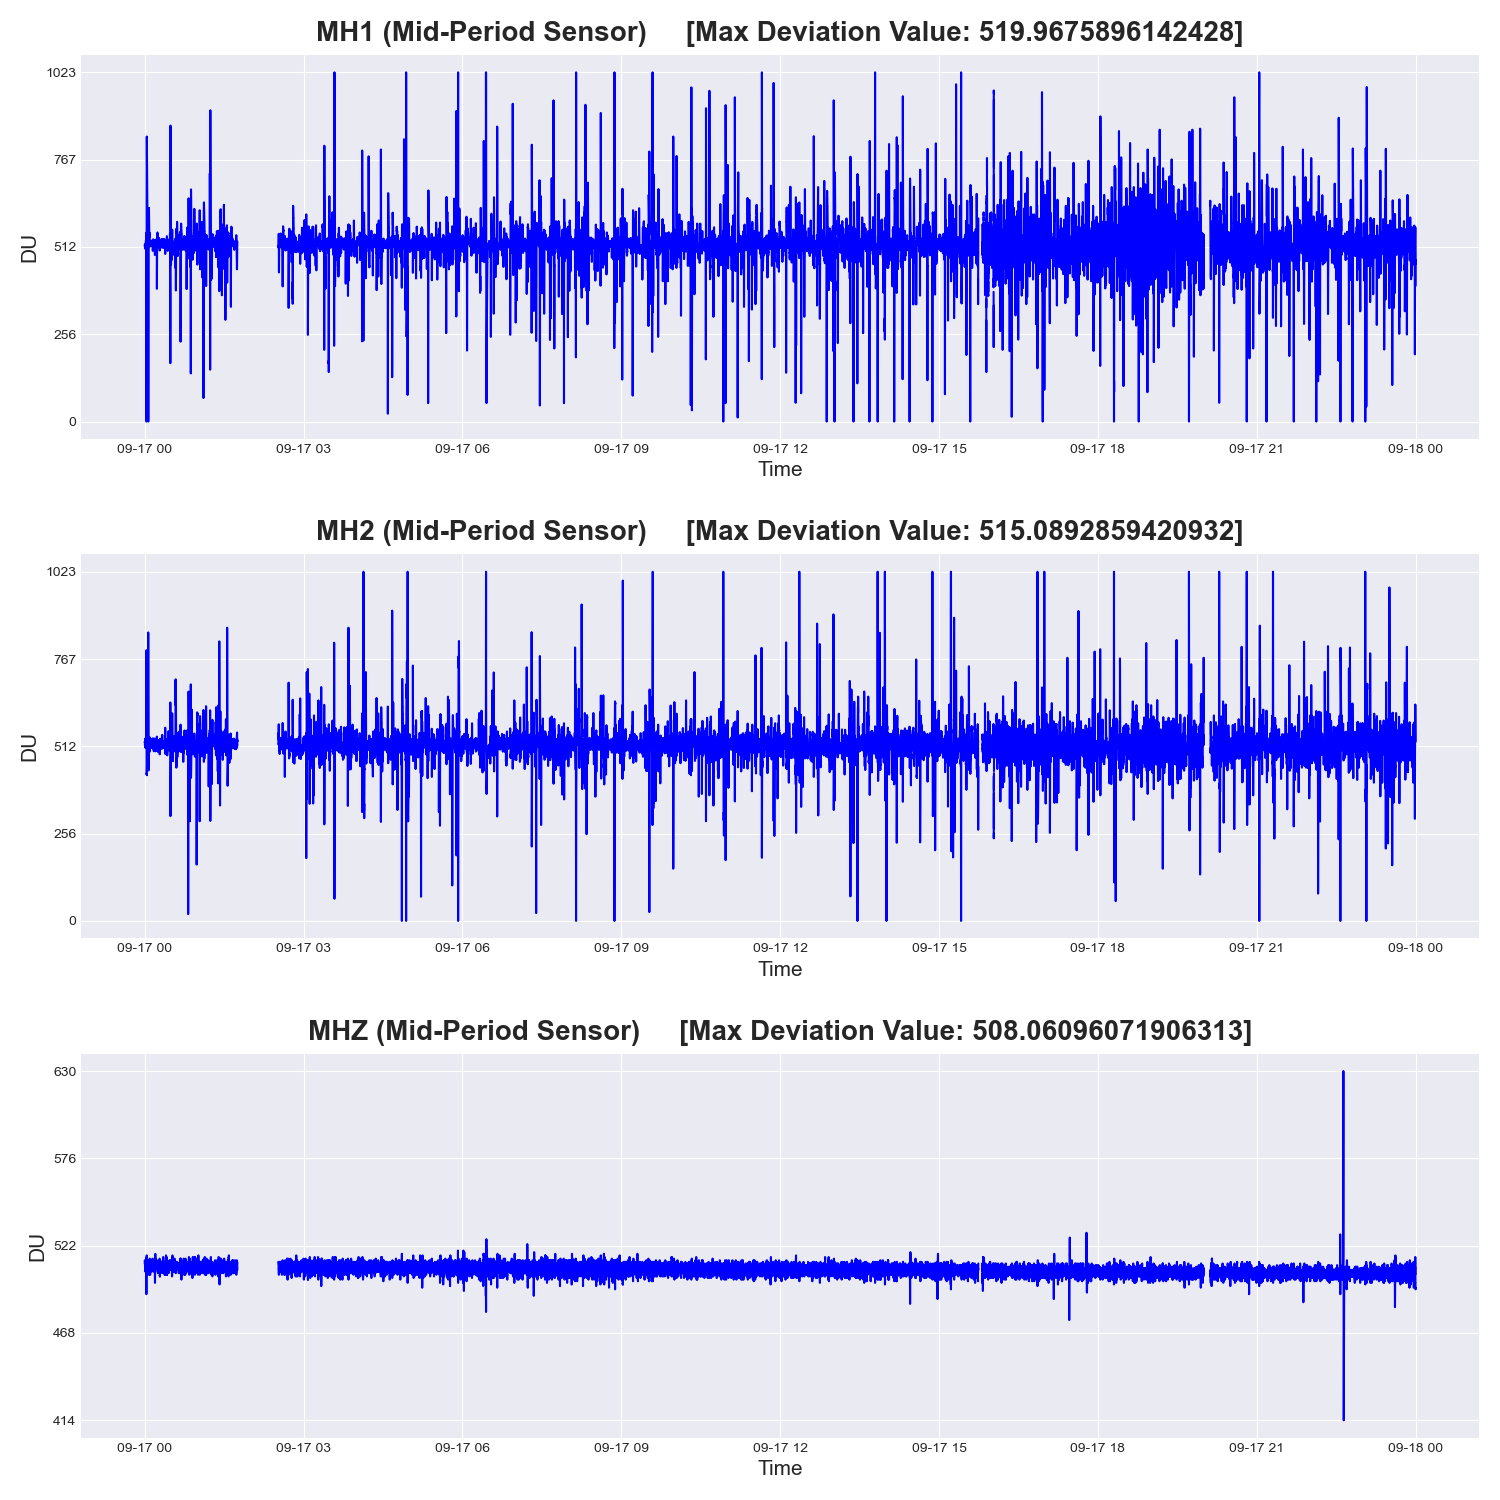 MH1 (Mid-Period Sensor) [Max Deviation Value: 519.9675896142428]
1023
767
512
256
0
DU
09-17 00 09-17 03 09-17 06 09-17 09 09-17 12 09-17 15 09-17 18 09-17 21 09-18 00
Time
MH2 (Mid-Period Sensor) [Max Deviation Value: 515.0892859420932]
1023
767
512
256
0
DU
09-17 00 09-17 03 09-17 06 09-17 09 09-17 12 09-17 15 09-17 18 09-17 21 09-18 00
Time
MHZ (Mid-Period Sensor) [Max Deviation Value: 508.06096071906313]
630
576
522
468
414
DU
09-17 00 09-17 03 09-17 06 09-17 09 09-17 12 09-17 15 09-17 18 09-17 21 09-18 00
Time